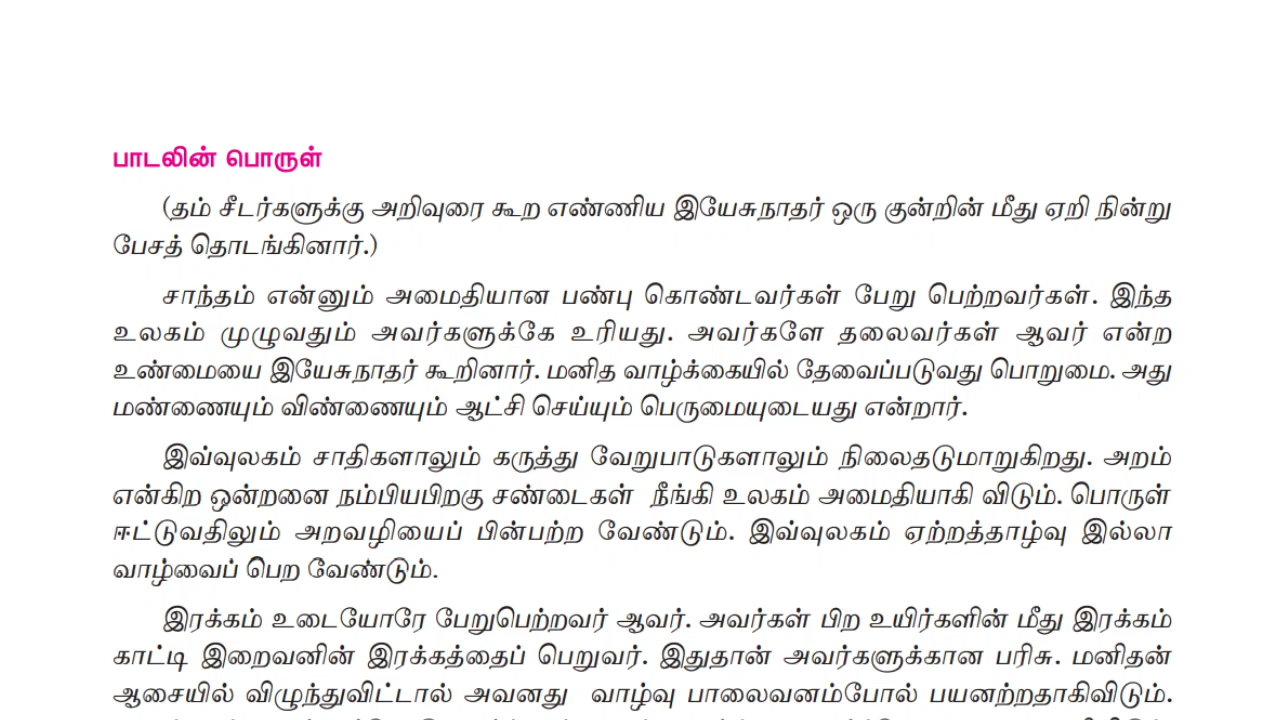 பாடலின் பொருள்
(தம் சீடர்களுக்கு அறிவுரை கூற எண்ணிய இயேசுநாதர் ஒரு குன்றின் மீது ஏறி நின்று
பேசத் தொடங்கினார்.)
சாந்தம் என்னும் அமைதியான பண்பு கொண்டவர்கள் பேறு பெற்றவர்கள். இந்த
உலகம் முழுவதும் அவர்களுக்கே உரியது. அவர்களே தலைவர்கள் ஆவர் என்ற
உண்மையை இயேசுநாதர் கூறினார். மனித வாழ்க்கையில் தேவைப்படுவது பொறுமை. அது
மண்ணையும் விண்ணையும் ஆட்சி செய்யும் பெருமையுடையது என்றார்.
இவ்வுலகம் சாதிகளாலும் கருத்து வேறுபாடுகளாலும் நிலைதடுமாறுகிறது. அறம்
என்கிற ஒன்றனை நம்பியபிறகு சண்டைகள் நீங்கி உலகம் அமைதியாகி விடும். பொருள்
ஈட்டுவதிலும் அறவழியைப் பின்பற்ற வேண்டும். இவ்வுலகம் ஏற்றத்தாழ்வு இல்லா
வாழ்வைப் பெற வேண்டும்.
இரக்கம் உடையோரே பேறுபெற்றவர் ஆவர். அவர்கள் பிற உயிர்களின் மீது இரக்கம்
காட்டி இறைவனின் இரக்கத்தைப் பெறுவர். இதுதான் அவர்களுக்கான பரிசு. மனிதன்
ஆசையில் விழுந்துவிட்டால் அவனது வாழ்வு பாலைவனம்போல் பயனற்றதாகிவிடும்.